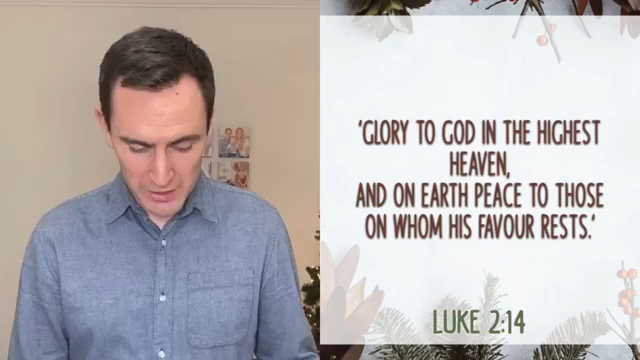 ‘GLORY TO GOD IN THE HIGHEST
HEAVEN,
AND ON EARTH PEACE TO THOSE
ON WHOM HIS FAVOUR RESTS.’
LUKE 2:14